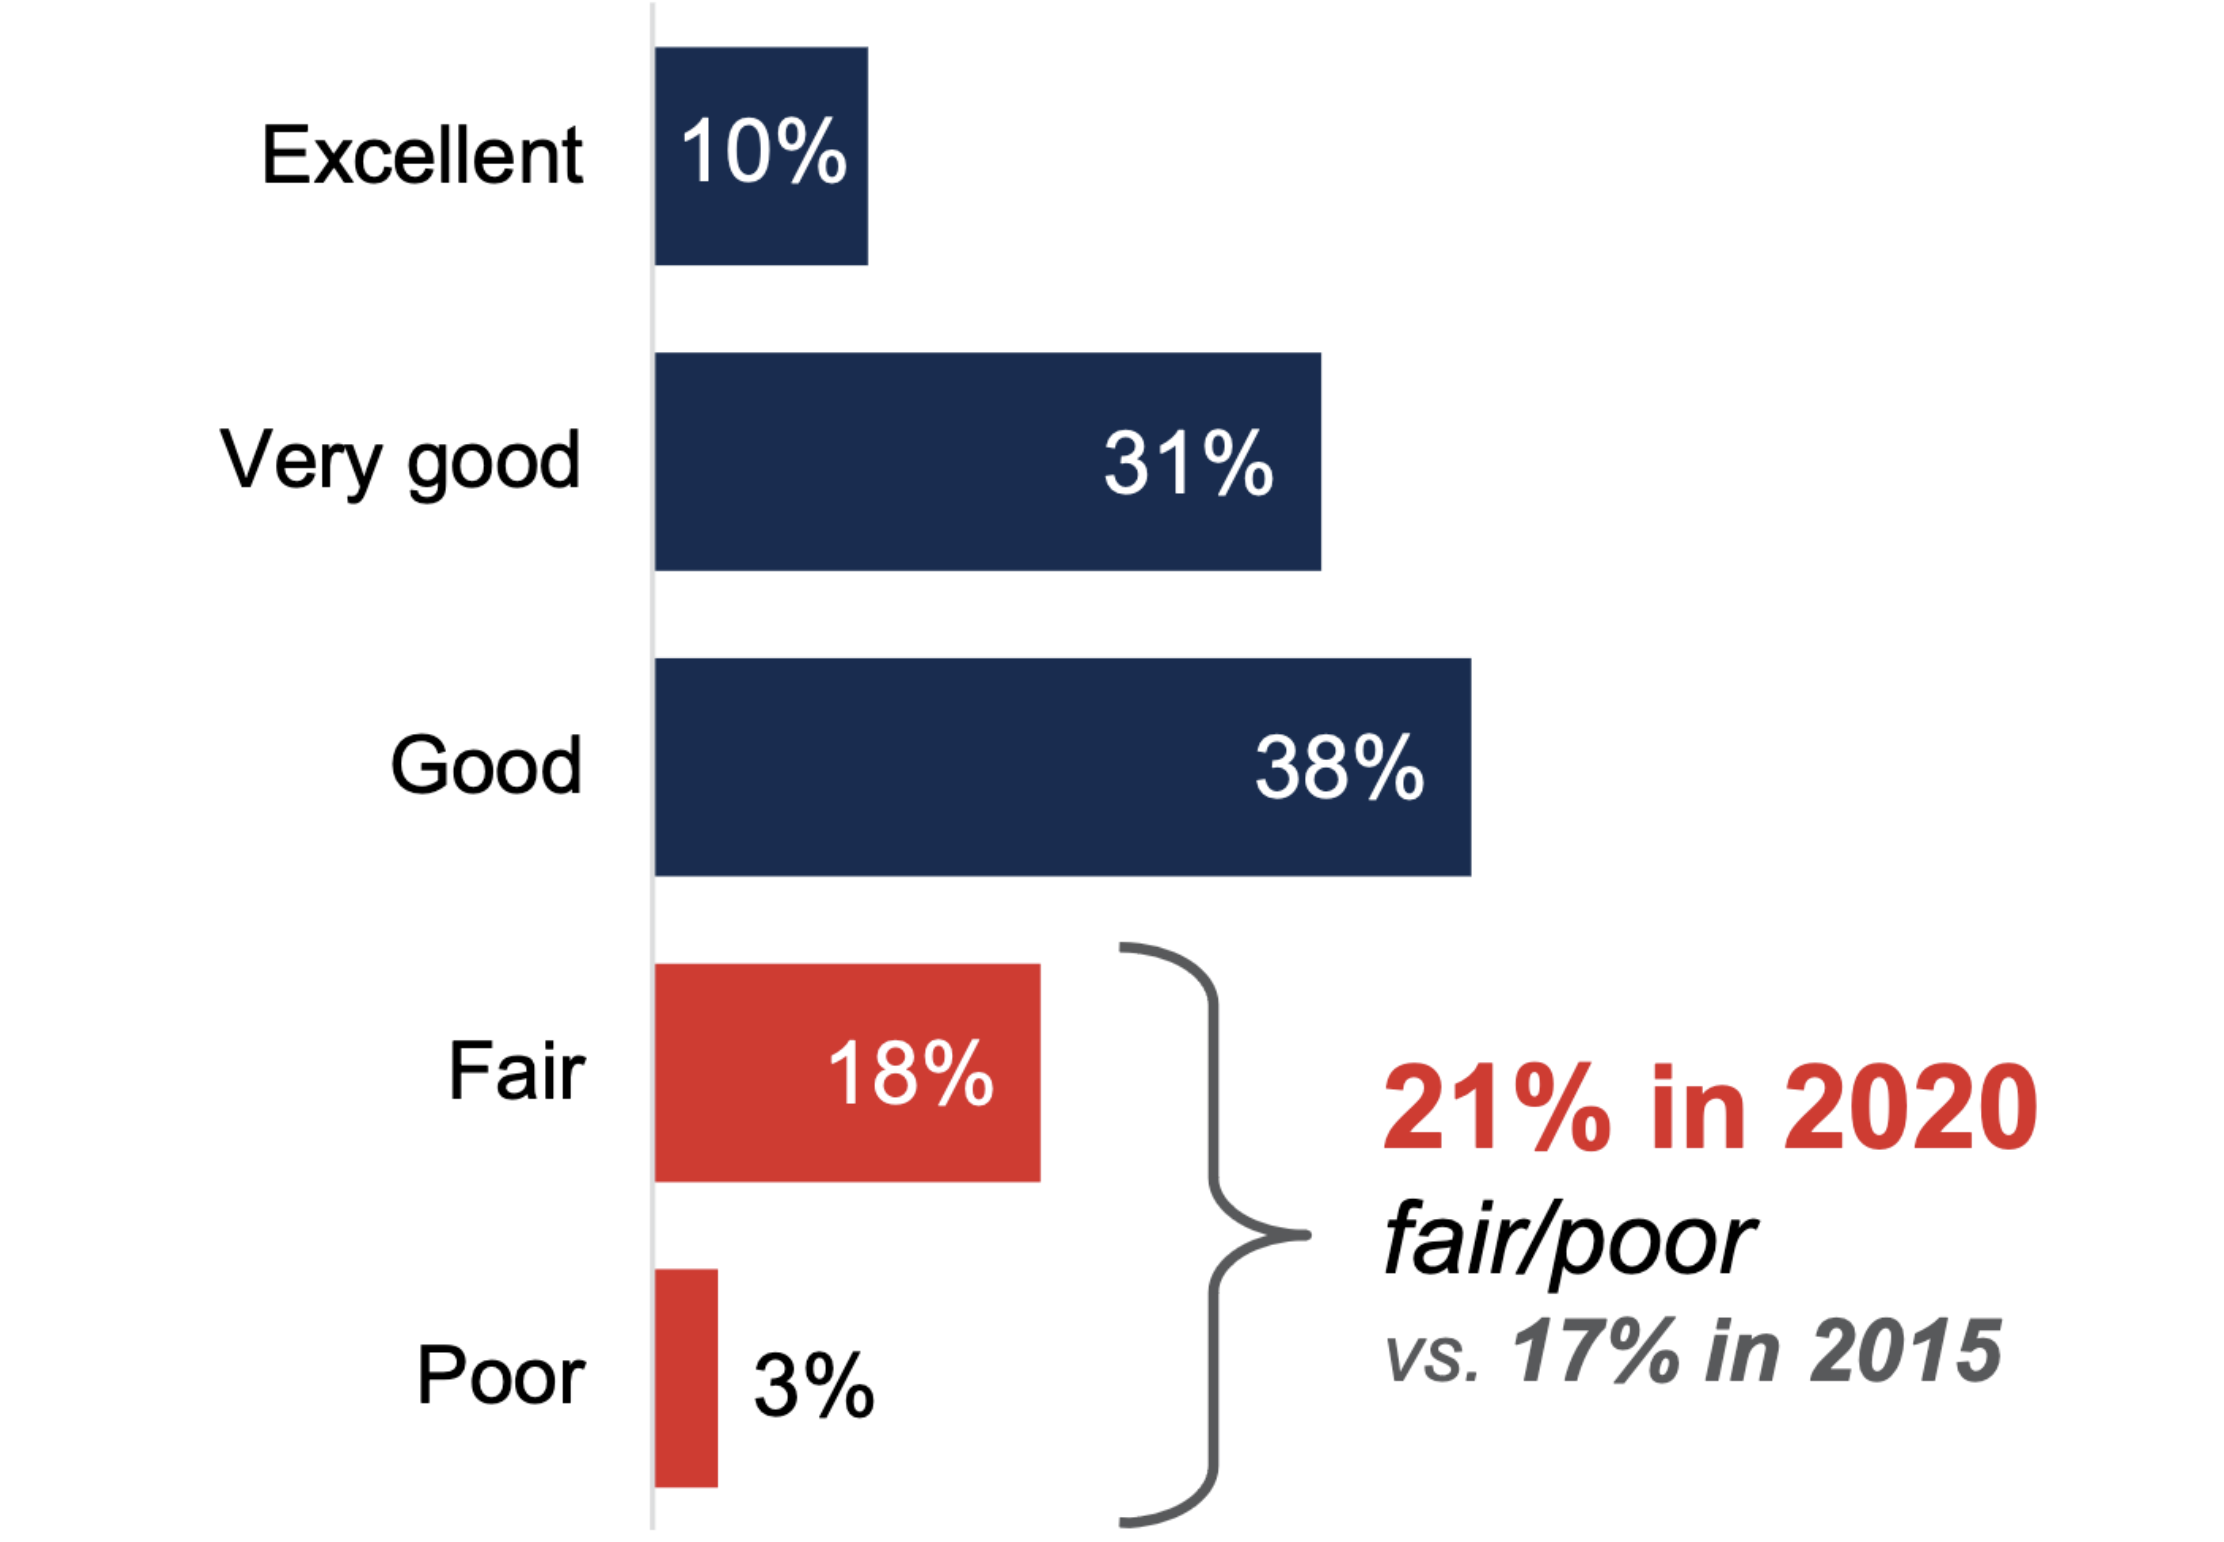 Excellent 10%
Very good 31%
Good 38%
Fair 18%
Poor 3%
21% in 2020
fair/poor
vs. 17% in 2015